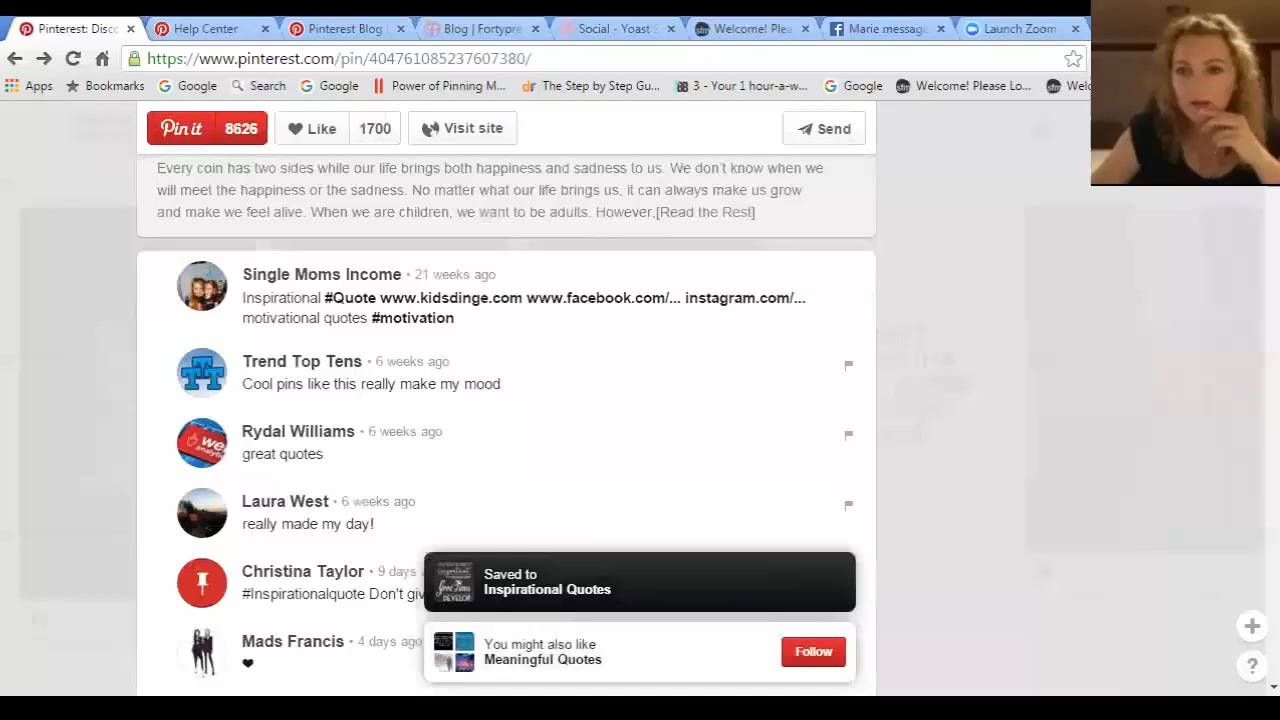 Pinterest: Disco
Help Center
Pinterest Blog
Blog | Fortypre
Social - Yoast
Welcome! Plea
Marie messag
Launch Zoom
https://www.pinterest.com/pin/404761085237607380/
Apps
Bookmarks
Google
Search
Google
Power of Pinning M...
The Step by Step Gu...
3 - Your 1 hour-a-w...
Google
Welcome! Please Lo...
Welc
Pin it 8626
Like 1700
Visit site
Send
Every coin has two sides while our life brings both happiness and sadness to us. We don't know when we
will meet the happiness or the sadness. No matter what our life brings us, it can always make us grow
and make we feel alive. When we are children, we want to be adults. However,[Read the Rest]
Single Moms Income • 21 weeks ago
Inspirational #Quote www.kidsdinge.com www.facebook.com/... instagram.com/...
motivational quotes #motivation
Trend Top Tens • 6 weeks ago
Cool pins like this really make my mood
Rydal Williams • 6 weeks ago
great quotes
Laura West • 6 weeks ago
really made my day!
Christina Taylor • 9 days
#Inspirationalquote Don't giv
Saved to
Inspirational Quotes
Mads Francis • 4 days ago
You might also like
Meaningful Quotes
Follow